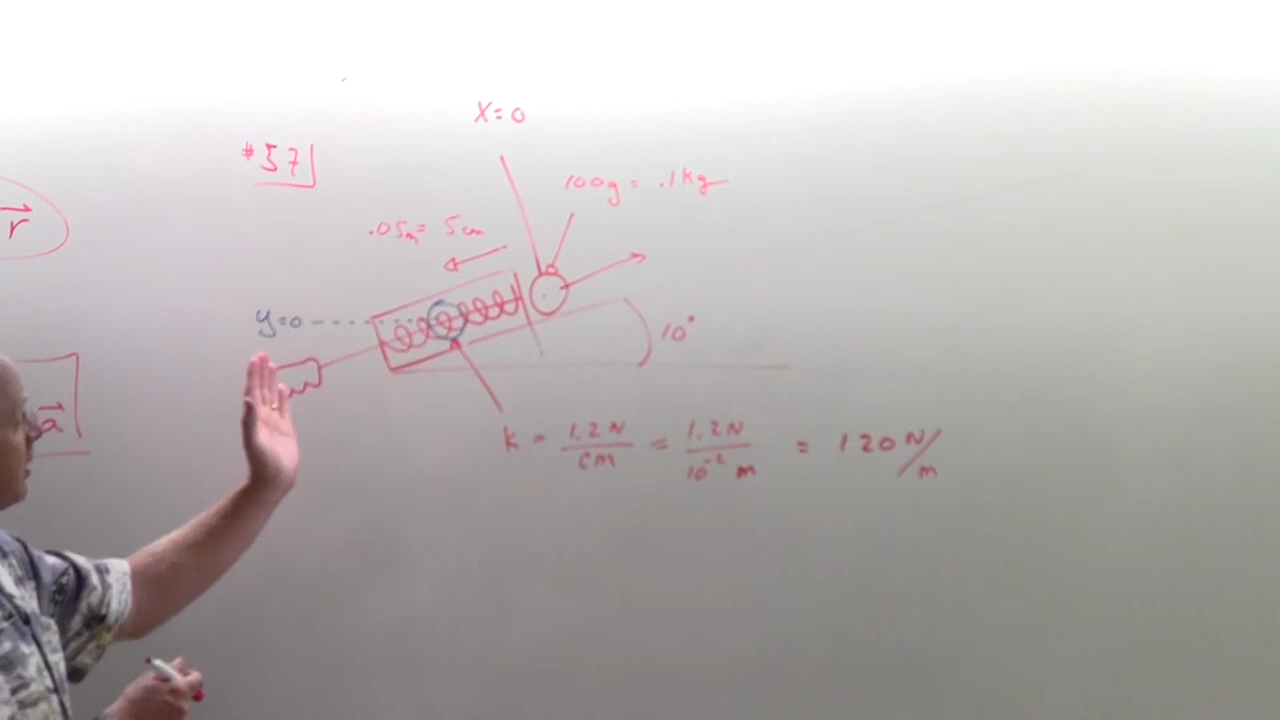 X=0
#57
100g = .1kg
.05m = 5cm
r
y=0
10°
a
k = 1.2N/cm = 1.2N/10⁻² m = 120 N/m